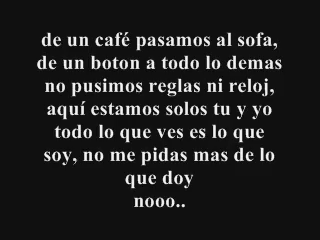 de un café pasamos al sofa,
de un boton a todo lo demas
no pusimos reglas ni reloj,
aquí estamos solos tu y yo
todo lo que ves es lo que
soy, no me pidas mas de lo
que doy
nooo..